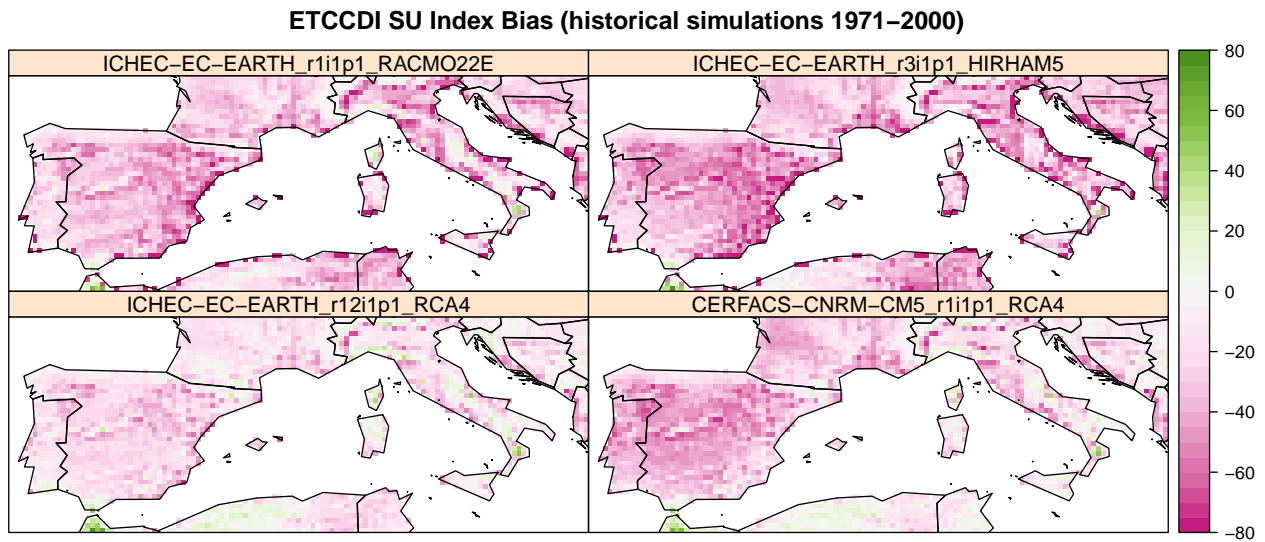 ETCCDI SU Index Bias (historical simulations 1971−2000)
ICHEC−EC−EARTH_r1i1p1_RACMO22E
ICHEC−EC−EARTH_r3i1p1_HIRHAM5
ICHEC−EC−EARTH_r12i1p1_RCA4
CERFACS−CNRM−CM5_r1i1p1_RCA4
80
60
40
20
0
−20
−40
−60
−80